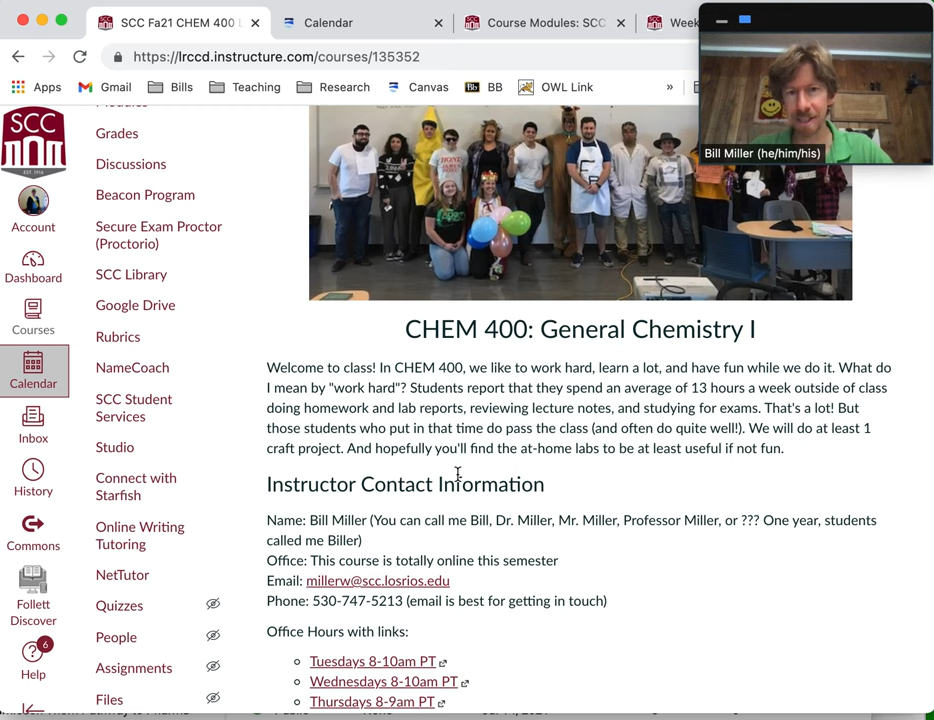 SCC Fa21 CHEM 400
Calendar
Course Modules: SCC
Week
https://lrccd.instructure.com/courses/135352
Apps
Gmail
Bills
Teaching
Research
Canvas
Bb
BB
OWL Link
»
Bill Miller (he/him/his)
SCC
EST. 1916
Account
Dashboard
Courses
Calendar
Inbox
History
Commons
Follett
Discover
6
Help
Modules
Grades
Discussions
Beacon Program
Secure Exam Proctor
(Proctorio)
SCC Library
Google Drive
Rubrics
NameCoach
SCC Student
Services
Studio
Connect with
Starfish
Online Writing
Tutoring
NetTutor
Quizzes
People
Assignments
Files
CHEM 400: General Chemistry I
Welcome to class! In CHEM 400, we like to work hard, learn a lot, and have fun while we do it. What do
I mean by "work hard"? Students report that they spend an average of 13 hours a week outside of class
doing homework and lab reports, reviewing lecture notes, and studying for exams. That's a lot! But
those students who put in that time do pass the class (and often do quite well!). We will do at least 1
craft project. And hopefully you'll find the at-home labs to be at least useful if not fun.
Instructor Contact Information
Name: Bill Miller (You can call me Bill, Dr. Miller, Mr. Miller, Professor Miller, or ??? One year, students
called me Biller)
Office: This course is totally online this semester
Email: millerw@scc.losrios.edu
Phone: 530-747-5213 (email is best for getting in touch)
Office Hours with links:
Tuesdays 8-10am PT
Wednesdays 8-10am PT
Thursdays 8-9am PT